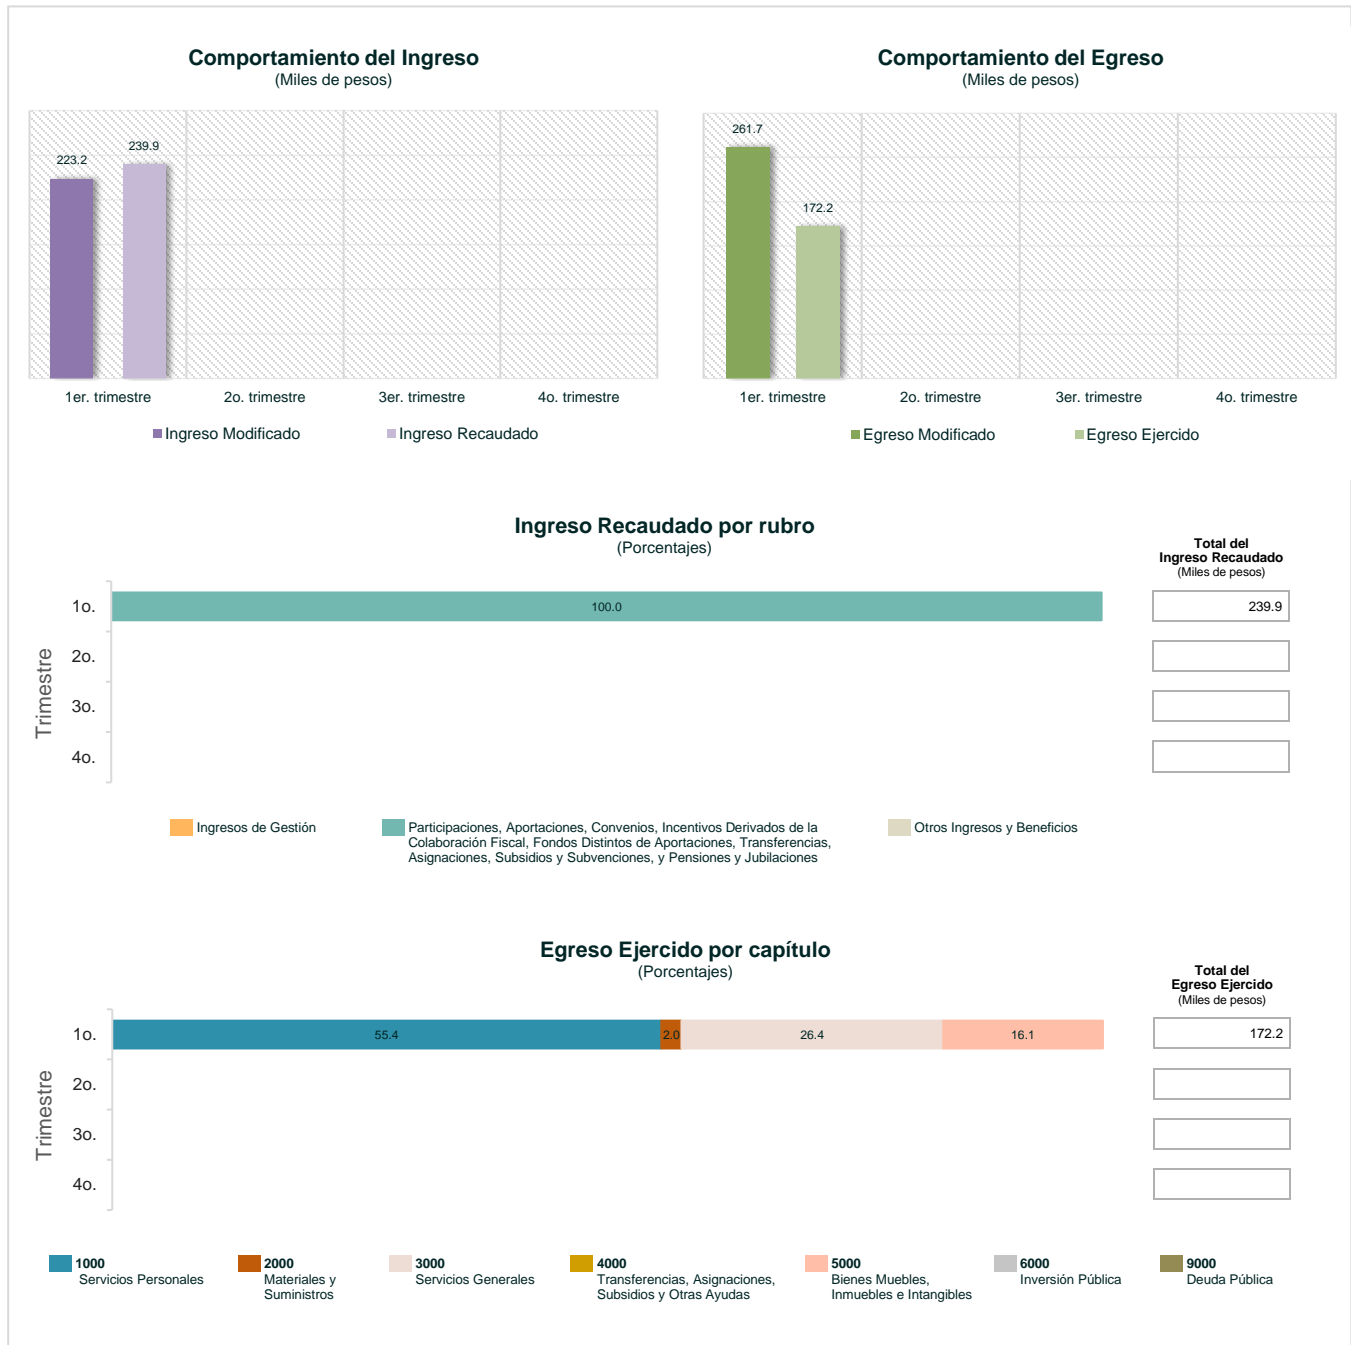 Comportamiento del Ingreso
(Miles de pesos)
223.2
239.9
1er. trimestre
2o. trimestre
3er. trimestre
4o. trimestre
Ingreso Modificado
Ingreso Recaudado
Comportamiento del Egreso
(Miles de pesos)
261.7
172.2
1er. trimestre
2o. trimestre
3er. trimestre
4o. trimestre
Egreso Modificado
Egreso Ejercido
Ingreso Recaudado por rubro
(Porcentajes)
Total del
Ingreso Recaudado
(Miles de pesos)
Trimestre
1o.
100.0
239.9
2o.
3o.
4o.
Ingresos de Gestión
Participaciones, Aportaciones, Convenios, Incentivos Derivados de la
Colaboración Fiscal, Fondos Distintos de Aportaciones, Transferencias,
Asignaciones, Subsidios y Subvenciones, y Pensiones y Jubilaciones
Otros Ingresos y Beneficios
Egreso Ejercido por capítulo
(Porcentajes)
Total del
Egreso Ejercido
(Miles de pesos)
Trimestre
1o.
55.4
2.0
26.4
16.1
172.2
2o.
3o.
4o.
1000
Servicios Personales
2000
Materiales y
Suministros
3000
Servicios Generales
4000
Transferencias, Asignaciones,
Subsidios y Otras Ayudas
5000
Bienes Muebles,
Inmuebles e Intangibles
6000
Inversión Pública
9000
Deuda Pública